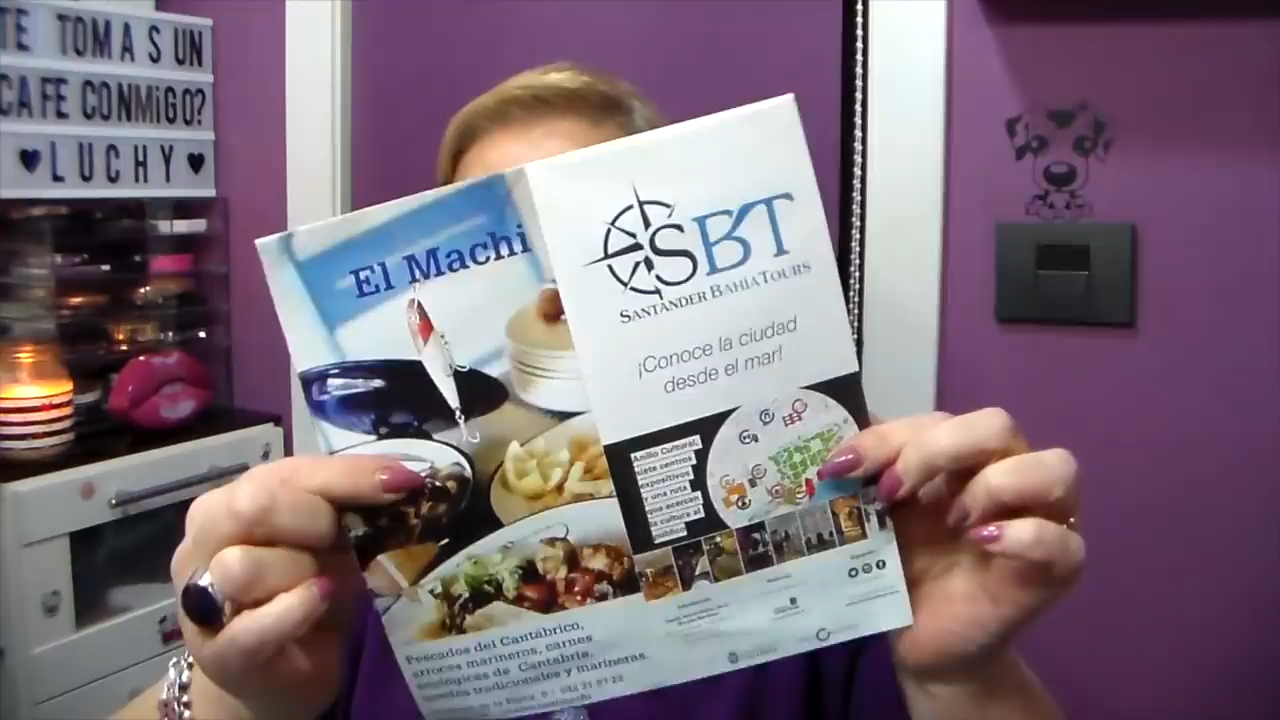 TE TOMAS UN
CAFE CONMiGO?
LUCHY
El Machi
SBT
SANTANDER BAHÍA TOURS
¡Conoce la ciudad
desde el mar!
Anillo Cultural,
siete centros
expositivos
y una ruta
que acercan
la cultura al
público
Pescados del Cantábrico,
arroces marineros, carnes
ecológicas de Cantabria,
tradicionales y marineras.